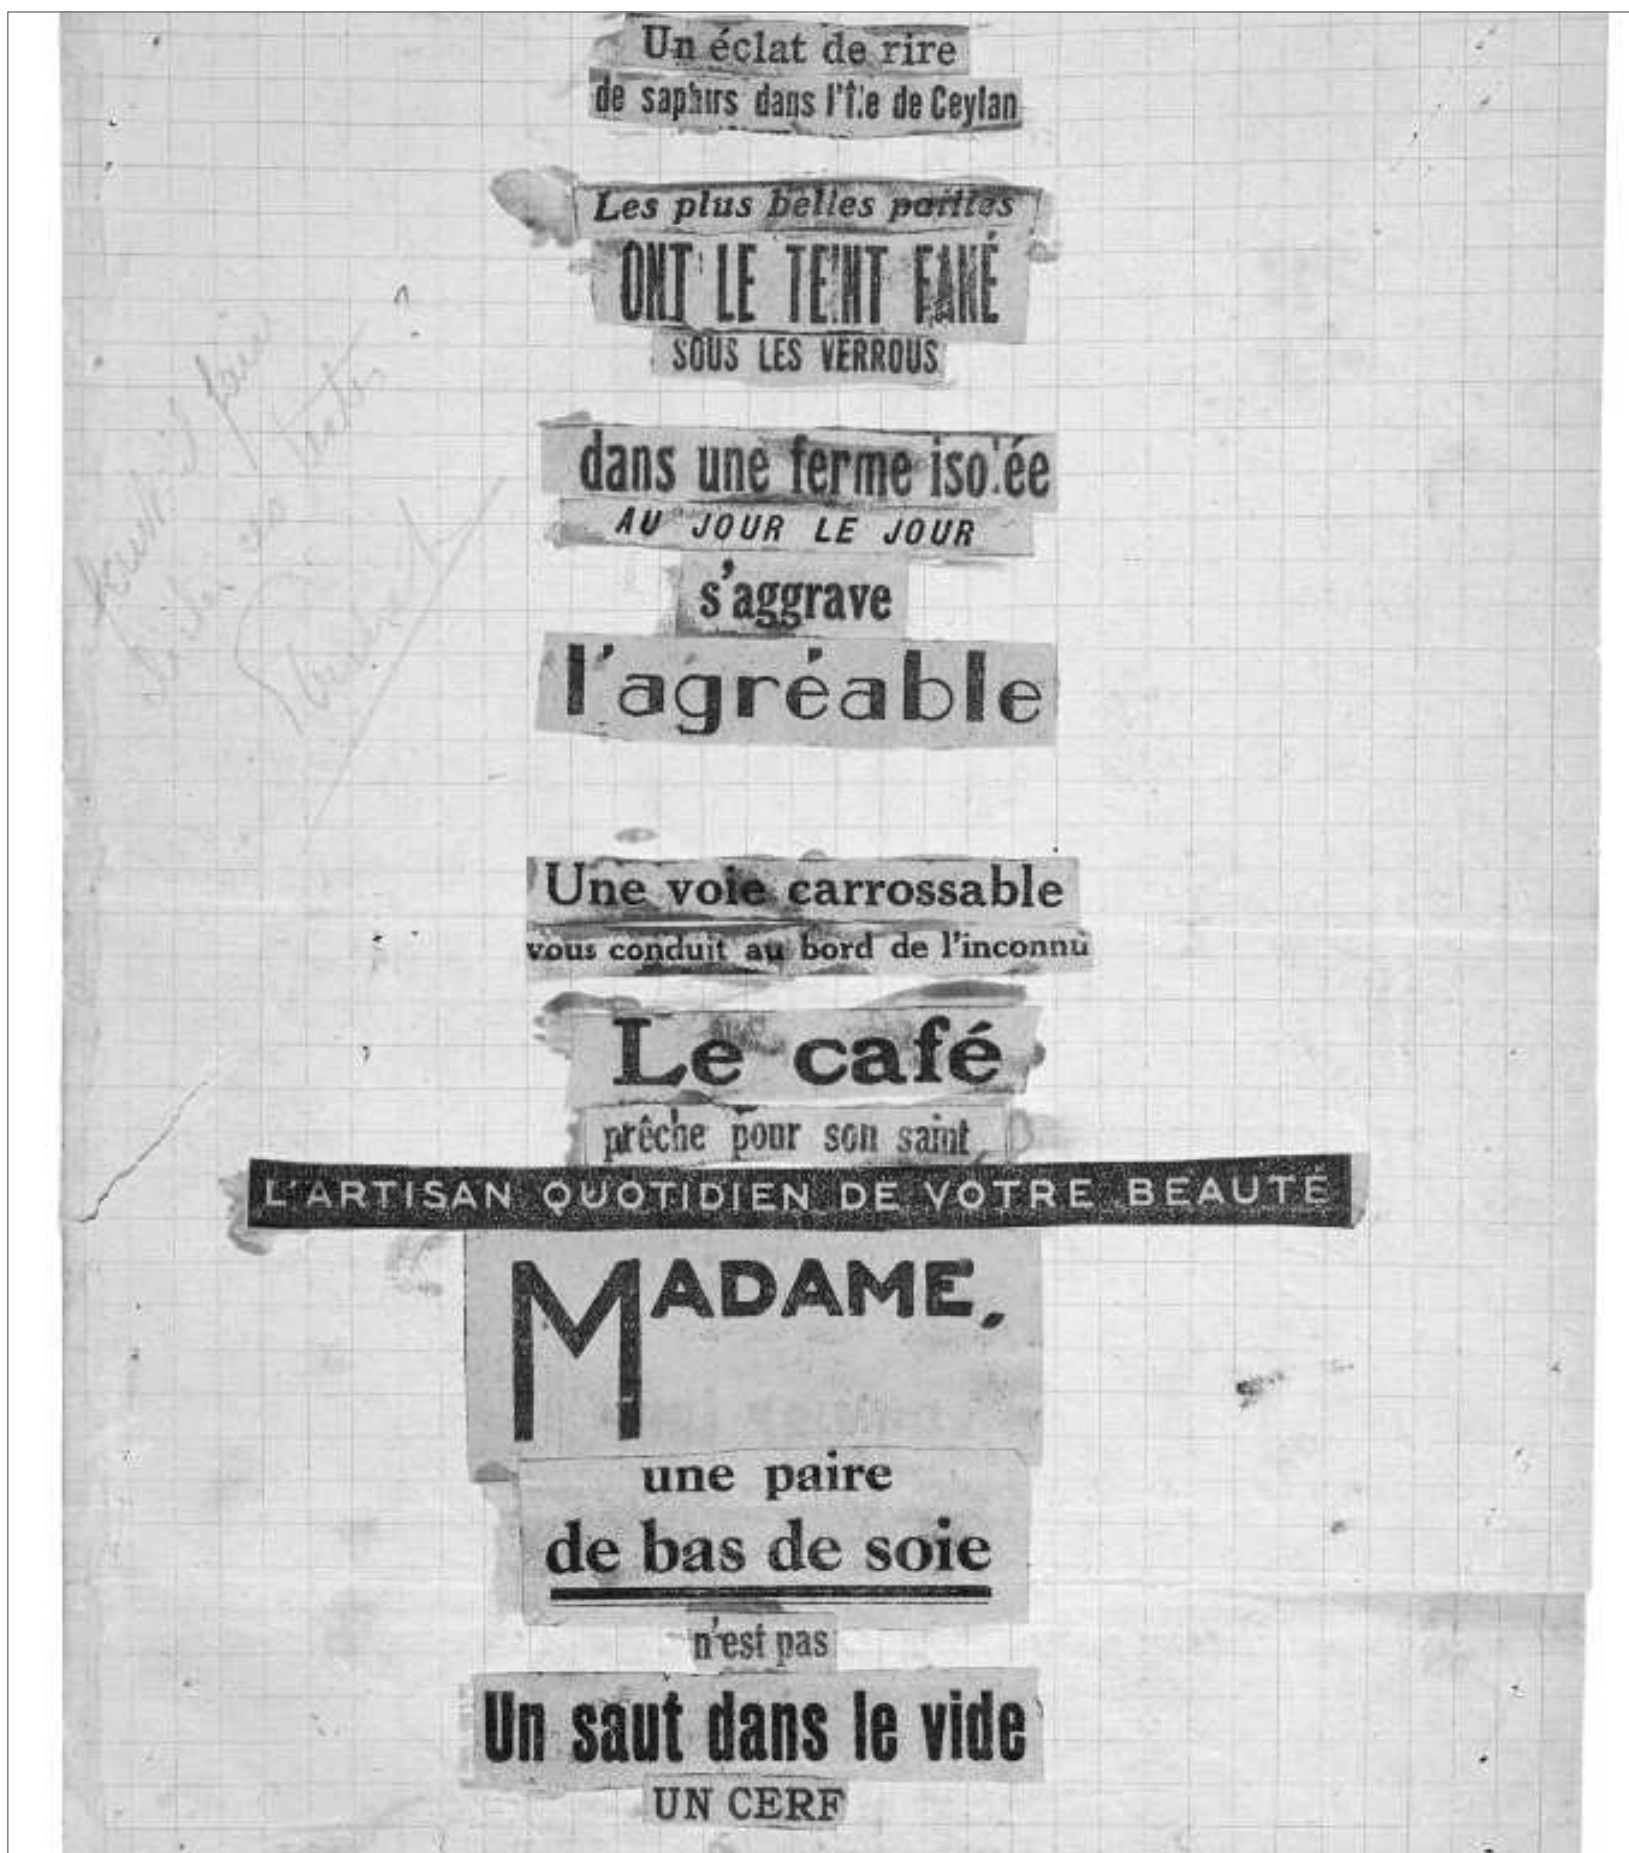 Un éclat de rire
de saphirs dans l'île de Ceylan
Les plus belles pailles
ONT LE TEINT FANÉ
SOUS LES VERROUS
dans une ferme isolée
AU JOUR LE JOUR
s'aggrave
l'agréable
Une voie carrossable
vous conduit au bord de l'inconnu
Le café
prêche pour son saint
L'ARTISAN QUOTIDIEN DE VOTRE BEAUTÉ
MADAME,
une paire
de bas de soie
n'est pas
Un saut dans le vide
UN CERF